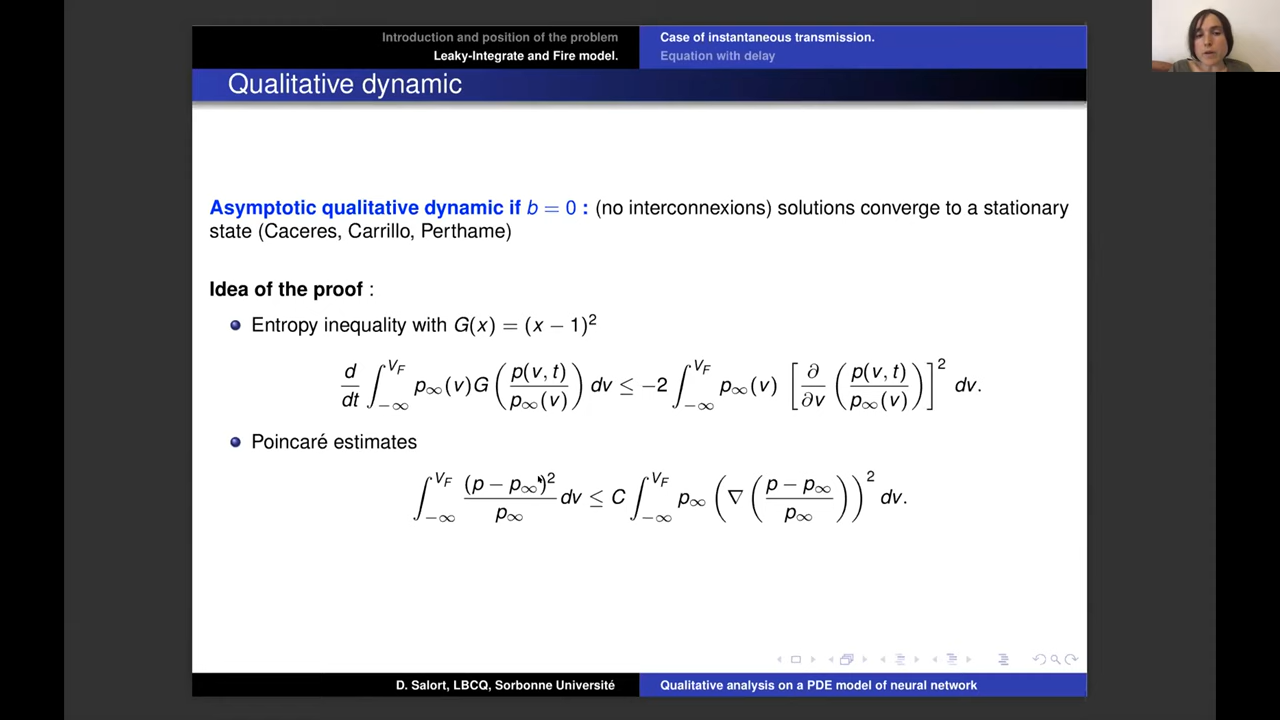 Introduction and position of the problem
Leaky-Integrate and Fire model.
Case of instantaneous transmission.
Equation with delay
Qualitative dynamic
Asymptotic qualitative dynamic if b = 0 : (no interconnexions) solutions converge to a stationary
state (Caceres, Carrillo, Perthame)
Idea of the proof :
Entropy inequality with G(x) = (x − 1)²
d/dt ∫_{−∞}^{V_F} p_∞(v)G(p(v, t)/p_∞(v)) dv ≤ −2 ∫_{−∞}^{V_F} p_∞(v) [∂/∂v (p(v, t)/p_∞(v))]² dv.
Poincaré estimates
∫_{−∞}^{V_F} (p − p_∞)²/p_∞ dv ≤ C ∫_{−∞}^{V_F} p_∞ (∇ (p − p_∞/p_∞))² dv.
D. Salort, LBCQ, Sorbonne Université
Qualitative analysis on a PDE model of neural network